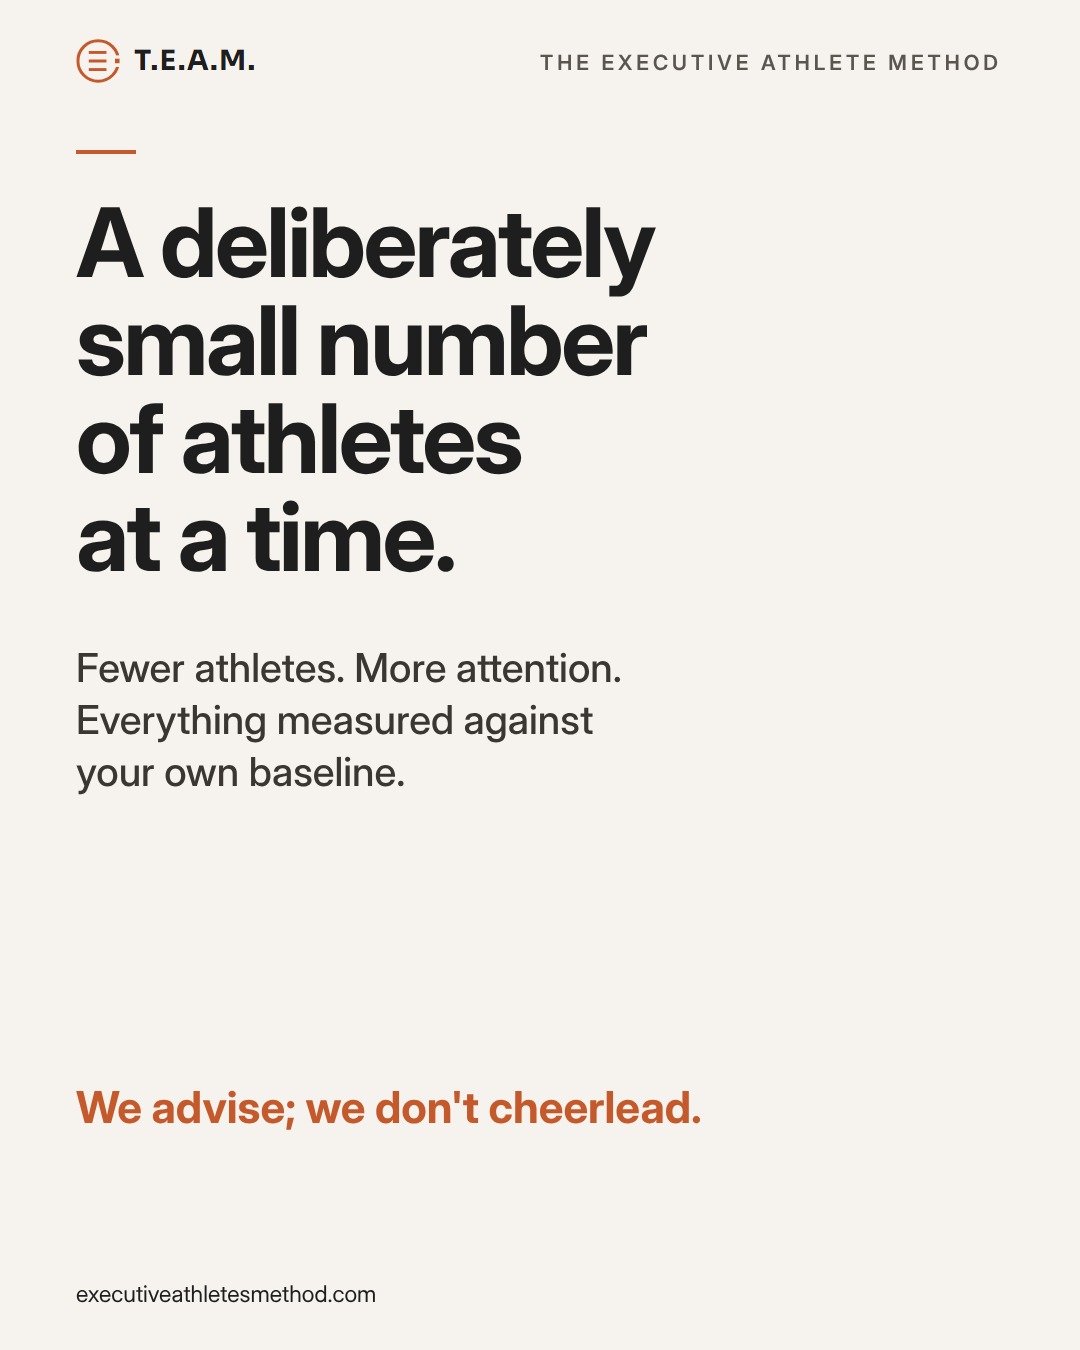 T.E.A.M.
THE EXECUTIVE ATHLETE METHOD
A deliberately
small number
of athletes
at a time.
Fewer athletes. More attention.
Everything measured against
your own baseline.
We advise; we don't cheerlead.
executiveathletesmethod.com